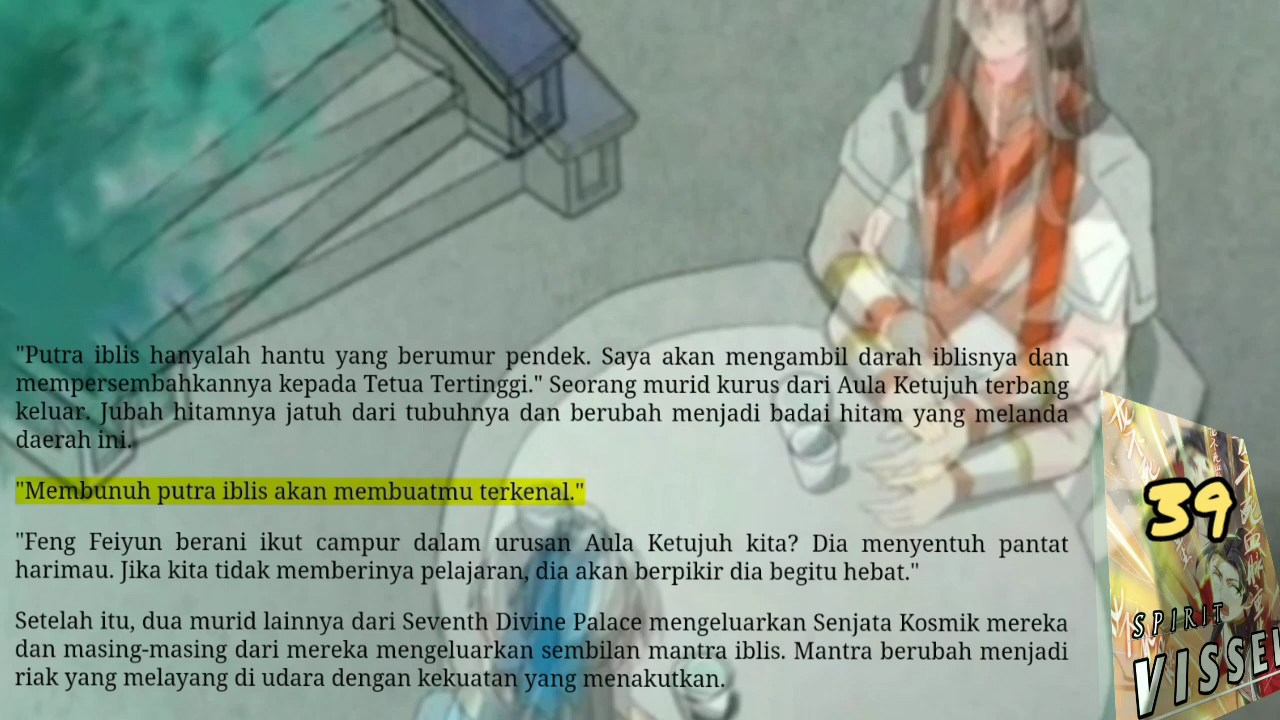 "Putra iblis hanyalah hantu yang berumur pendek. Saya akan mengambil darah iblisnya dan
mempersembahkannya kepada Tetua Tertinggi." Seorang murid kurus dari Aula Ketujuh terbang
keluar. Jubah hitamnya jatuh dari tubuhnya dan berubah menjadi badai hitam yang melanda
daerah ini.
"Membunuh putra iblis akan membuatmu terkenal."
"Feng Feiyun berani ikut campur dalam urusan Aula Ketujuh kita? Dia menyentuh pantat
harimau. Jika kita tidak memberinya pelajaran, dia akan berpikir dia begitu hebat."
Setelah itu, dua murid lainnya dari Seventh Divine Palace mengeluarkan Senjata Kosmik mereka
dan masing-masing dari mereka mengeluarkan sembilan mantra iblis. Mantra berubah menjadi
riak yang melayang di udara dengan kekuatan yang menakutkan.
39
SPIRIT
VISSEL